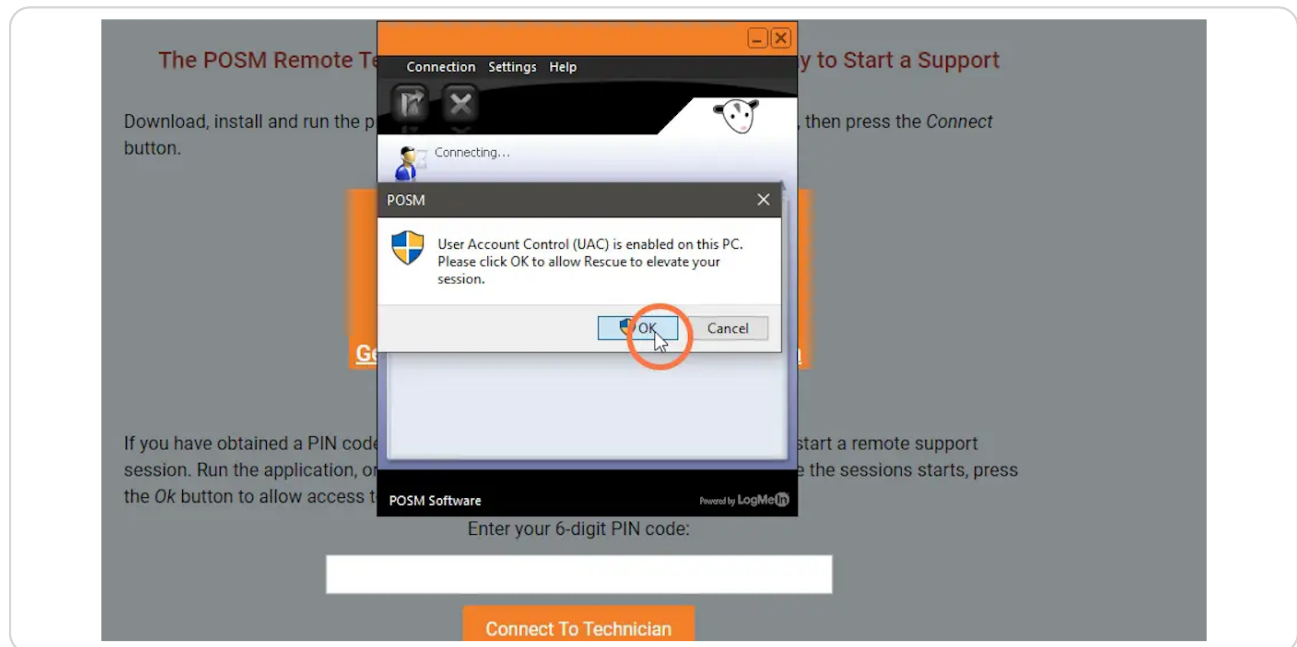 The POSM Remote Te
y to Start a Support
Download, install and run the p
, then press the Connect
button.
Connection Settings Help
Connecting...
POSM
User Account Control (UAC) is enabled on this PC.
Please click OK to allow Rescue to elevate your
session.
OK Cancel
Ge
If you have obtained a PIN code
start a remote support
session. Run the application, or
e the sessions starts, press
the Ok button to allow access t
POSM Software
Powered by LogMeIn
Enter your 6-digit PIN code:
Connect To Technician